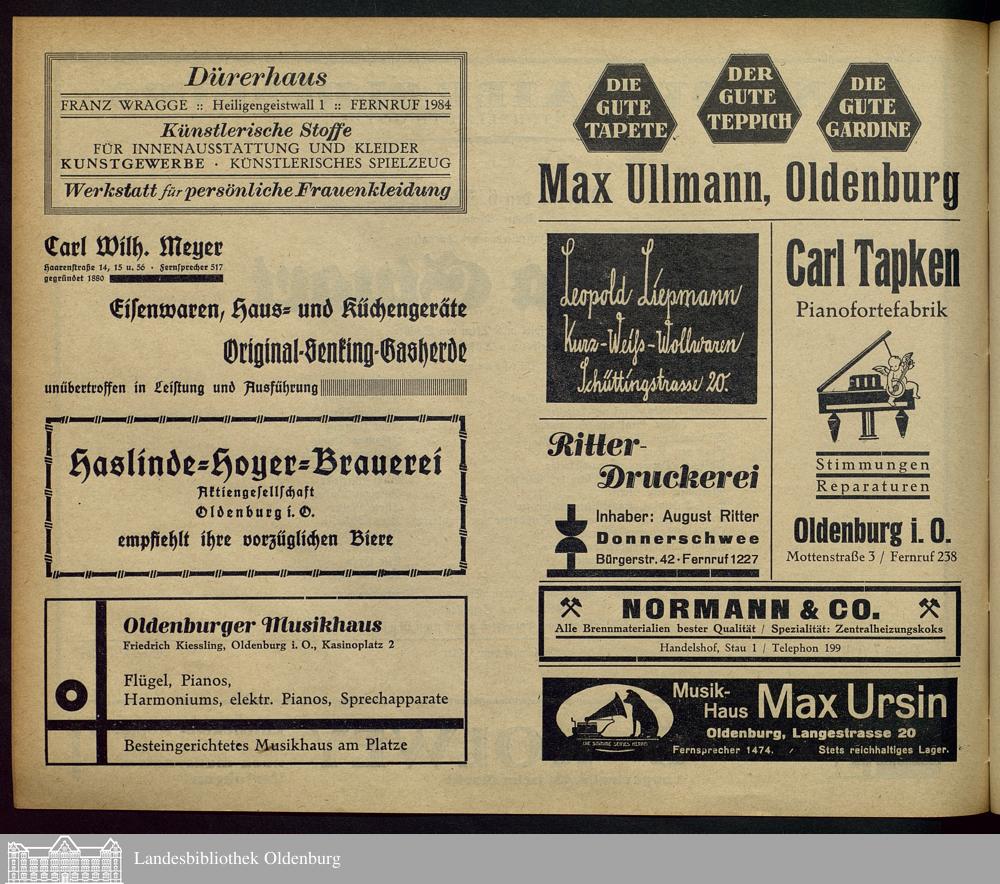 Dürerhaus
FRANZ WRAGGE :: Heiligengeistwall 1 :: FERNRUF 1984
Künstlerische Stoffe
FÜR INNENAUSSTATTUNG UND KLEIDER
KUNSTGEWERBE · KÜNSTLERISCHES SPIELZEUG
Werkstatt für persönliche Frauenkleidung
Carl Wilh. Meyer
Haarenstraße 14, 15 u. 56 · Fernsprecher 517
gegründet 1880
Eisenwaren, Haus- und Küchengeräte
Original-Senking-Gasherde
unübertroffen in Leistung und Ausführung
Haslinde-Hoyer-Brauerei
Aktiengesellschaft
Oldenburg i. O.
empfiehlt ihre vorzüglichen Biere
Oldenburger Musikhaus
Friedrich Kiessling, Oldenburg i. O., Kasinoplatz 2
Flügel, Pianos,
Harmoniums, elektr. Pianos, Sprechapparate
Besteingerichtetes Musikhaus am Platze
DIE
GUTE
TAPETE
DER
GUTE
TEPPICH
DIE
GUTE
GARDINE
Max Ullmann, Oldenburg
Leopold Liepmann
Kurz-Weiß-Wollwaren
Schüttingstrasse 20.
Ritter-
Druckerei
Inhaber: August Ritter
Donnerschwee
Bürgerstr. 42 · Fernruf 1227
Carl Tapken
Pianofortefabrik
Stimmungen
Reparaturen
Oldenburg i. O.
Mottenstraße 3 / Fernruf 238
NORMANN & CO.
Alle Brennmaterialien bester Qualität / Spezialität: Zentralheizungskoks
Handelshof, Stau 1 / Telephon 199
Musik-
Haus Max Ursin
Oldenburg, Langestrasse 20
Fernsprecher 1474. / Stets reichhaltiges Lager.
DIE STIMME SEINES HERRN
Landesbibliothek Oldenburg